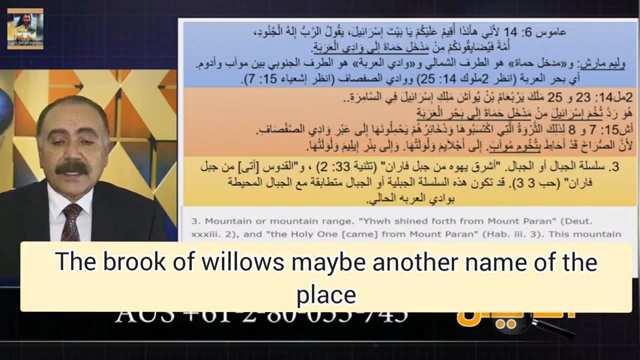 عاموس 6: 14 لأَنِّي هأَنَذَا أُقِيمُ عَلَيْكُمْ يَا بَيْتَ إِسْرَائِيلَ، يَقُولُ الرَّبُّ إِلهُ الْجُنُودِ،
أُمَّةً فَيُضَايِقُونَكُمْ مِنْ مَدْخَلِ حَمَاةَ إِلَى وَادِي الْعَرَبَةِ.
وليم مارش: و«مدخل حماة» هو الطرف الشمالي و«وادي العربة» هو الطرف الجنوبي بين موآب وأدوم.
أي بحر العربة (انظر 2ملوك 14: 25) ووادي الصفصاف (انظر إشعياء 15: 7).
2مل14: 23 و 25 مَلَكَ يَرُبْعَامُ بْنُ يُوآشَ مَلِكِ إِسْرَائِيلَ فِي السَّامِرَةِ..
هُوَ رَدَّ تُخُمَ إِسْرَائِيلَ مِنْ مَدْخَلِ حَمَاةَ إِلَى بَحْرِ الْعَرَبَةِ
أش15: 7 و 8 لِذلِكَ الثَّرْوَةُ الَّتِي اكْتَسَبُوهَا وَذَخَائِرُهُمْ يَحْمِلُونَهَا إِلَى عَبْرِ وَادِي الصَّفْصَافِ.
لأَنَّ الصُّرَاخَ قَدْ أَحَاطَ بِتُخُومِ مُوآبَ. إِلَى أَجْلاَيِمَ وَلْوَلَتُهَا. وَإِلَى بِئْرِ إِيلِيمَ وَلْوَلَتُهَا.
3. سلسلة الجبال أو الجبال. "أشرق يهوه من جبل فاران" (تثنية 33: 2) ، و"القدوس [أتى] من جبل
فاران" (حب 3 3). قد تكون هذه السلسلة الجبلية أو الجبال متطابقة مع الجبال المحيطة
بوادي العربه الحالي.
3. Mountain or mountain range. "Yhwh shined forth from Mount Paran" (Deut.
xxxiii. 2), and "the Holy One [came] from Mount Paran" (Hab. iii. 3). This mountain
The brook of willows maybe another name of the
place
AUS +61-2-80-055-745